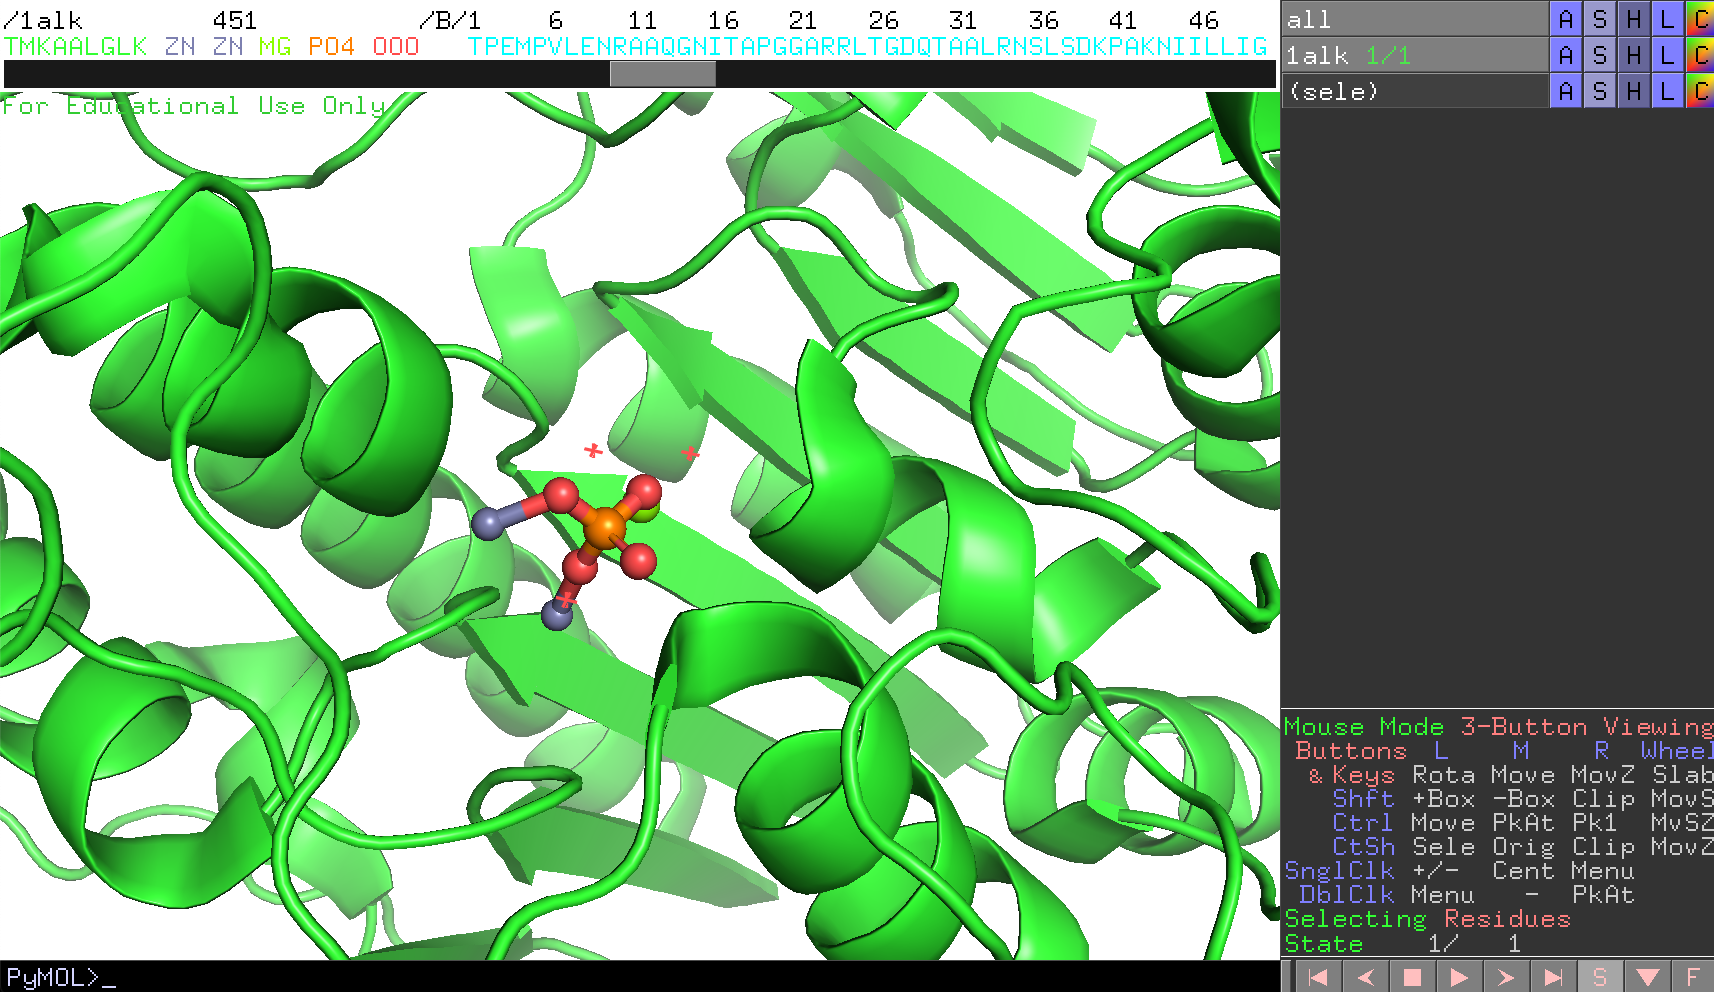 /1alk 451 /B/1 6 11 16 21 26 31 36 41 46
TMKAALGLK ZN ZN MG PO4 OOO TPEMPVLENRAAQGNITAPGGARRLTGDQTAALRNSLSDKPAKNIILLIG
For Educational Use Only
all A S H L C
1alk 1/1 A S H L C
(sele) A S H L C
Mouse Mode 3-Button Viewing
Buttons L M R Wheel
& Keys Rota Move MovZ Slab
Shft +Box -Box Clip MovS
Ctrl Move PkAt Pk1 MvSZ
CtSh Sele Orig Clip MovZ
SnglClk +/- Cent Menu
DblClk Menu - PkAt
Selecting Residues
State 1/ 1
PyMOL>_
S F